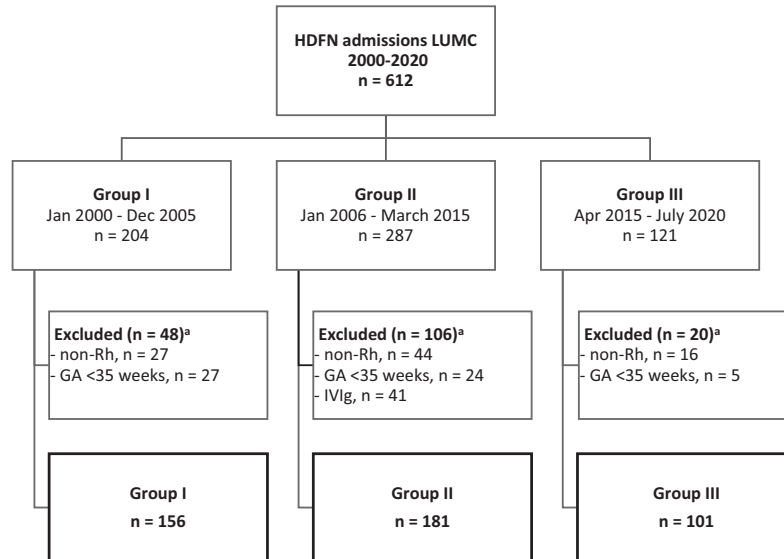 HDFN admissions LUMC
2000-2020
n = 612
Group I
Jan 2000 - Dec 2005
n = 204
Group II
Jan 2006 - March 2015
n = 287
Group III
Apr 2015 - July 2020
n = 121
Excluded (n = 48)ᵃ
- non-Rh, n = 27
- GA <35 weeks, n = 27
Excluded (n = 106)ᵃ
- non-Rh, n = 44
- GA <35 weeks, n = 24
- IVIg, n = 41
Excluded (n = 20)ᵃ
- non-Rh, n = 16
- GA <35 weeks, n = 5
Group I
n = 156
Group II
n = 181
Group III
n = 101